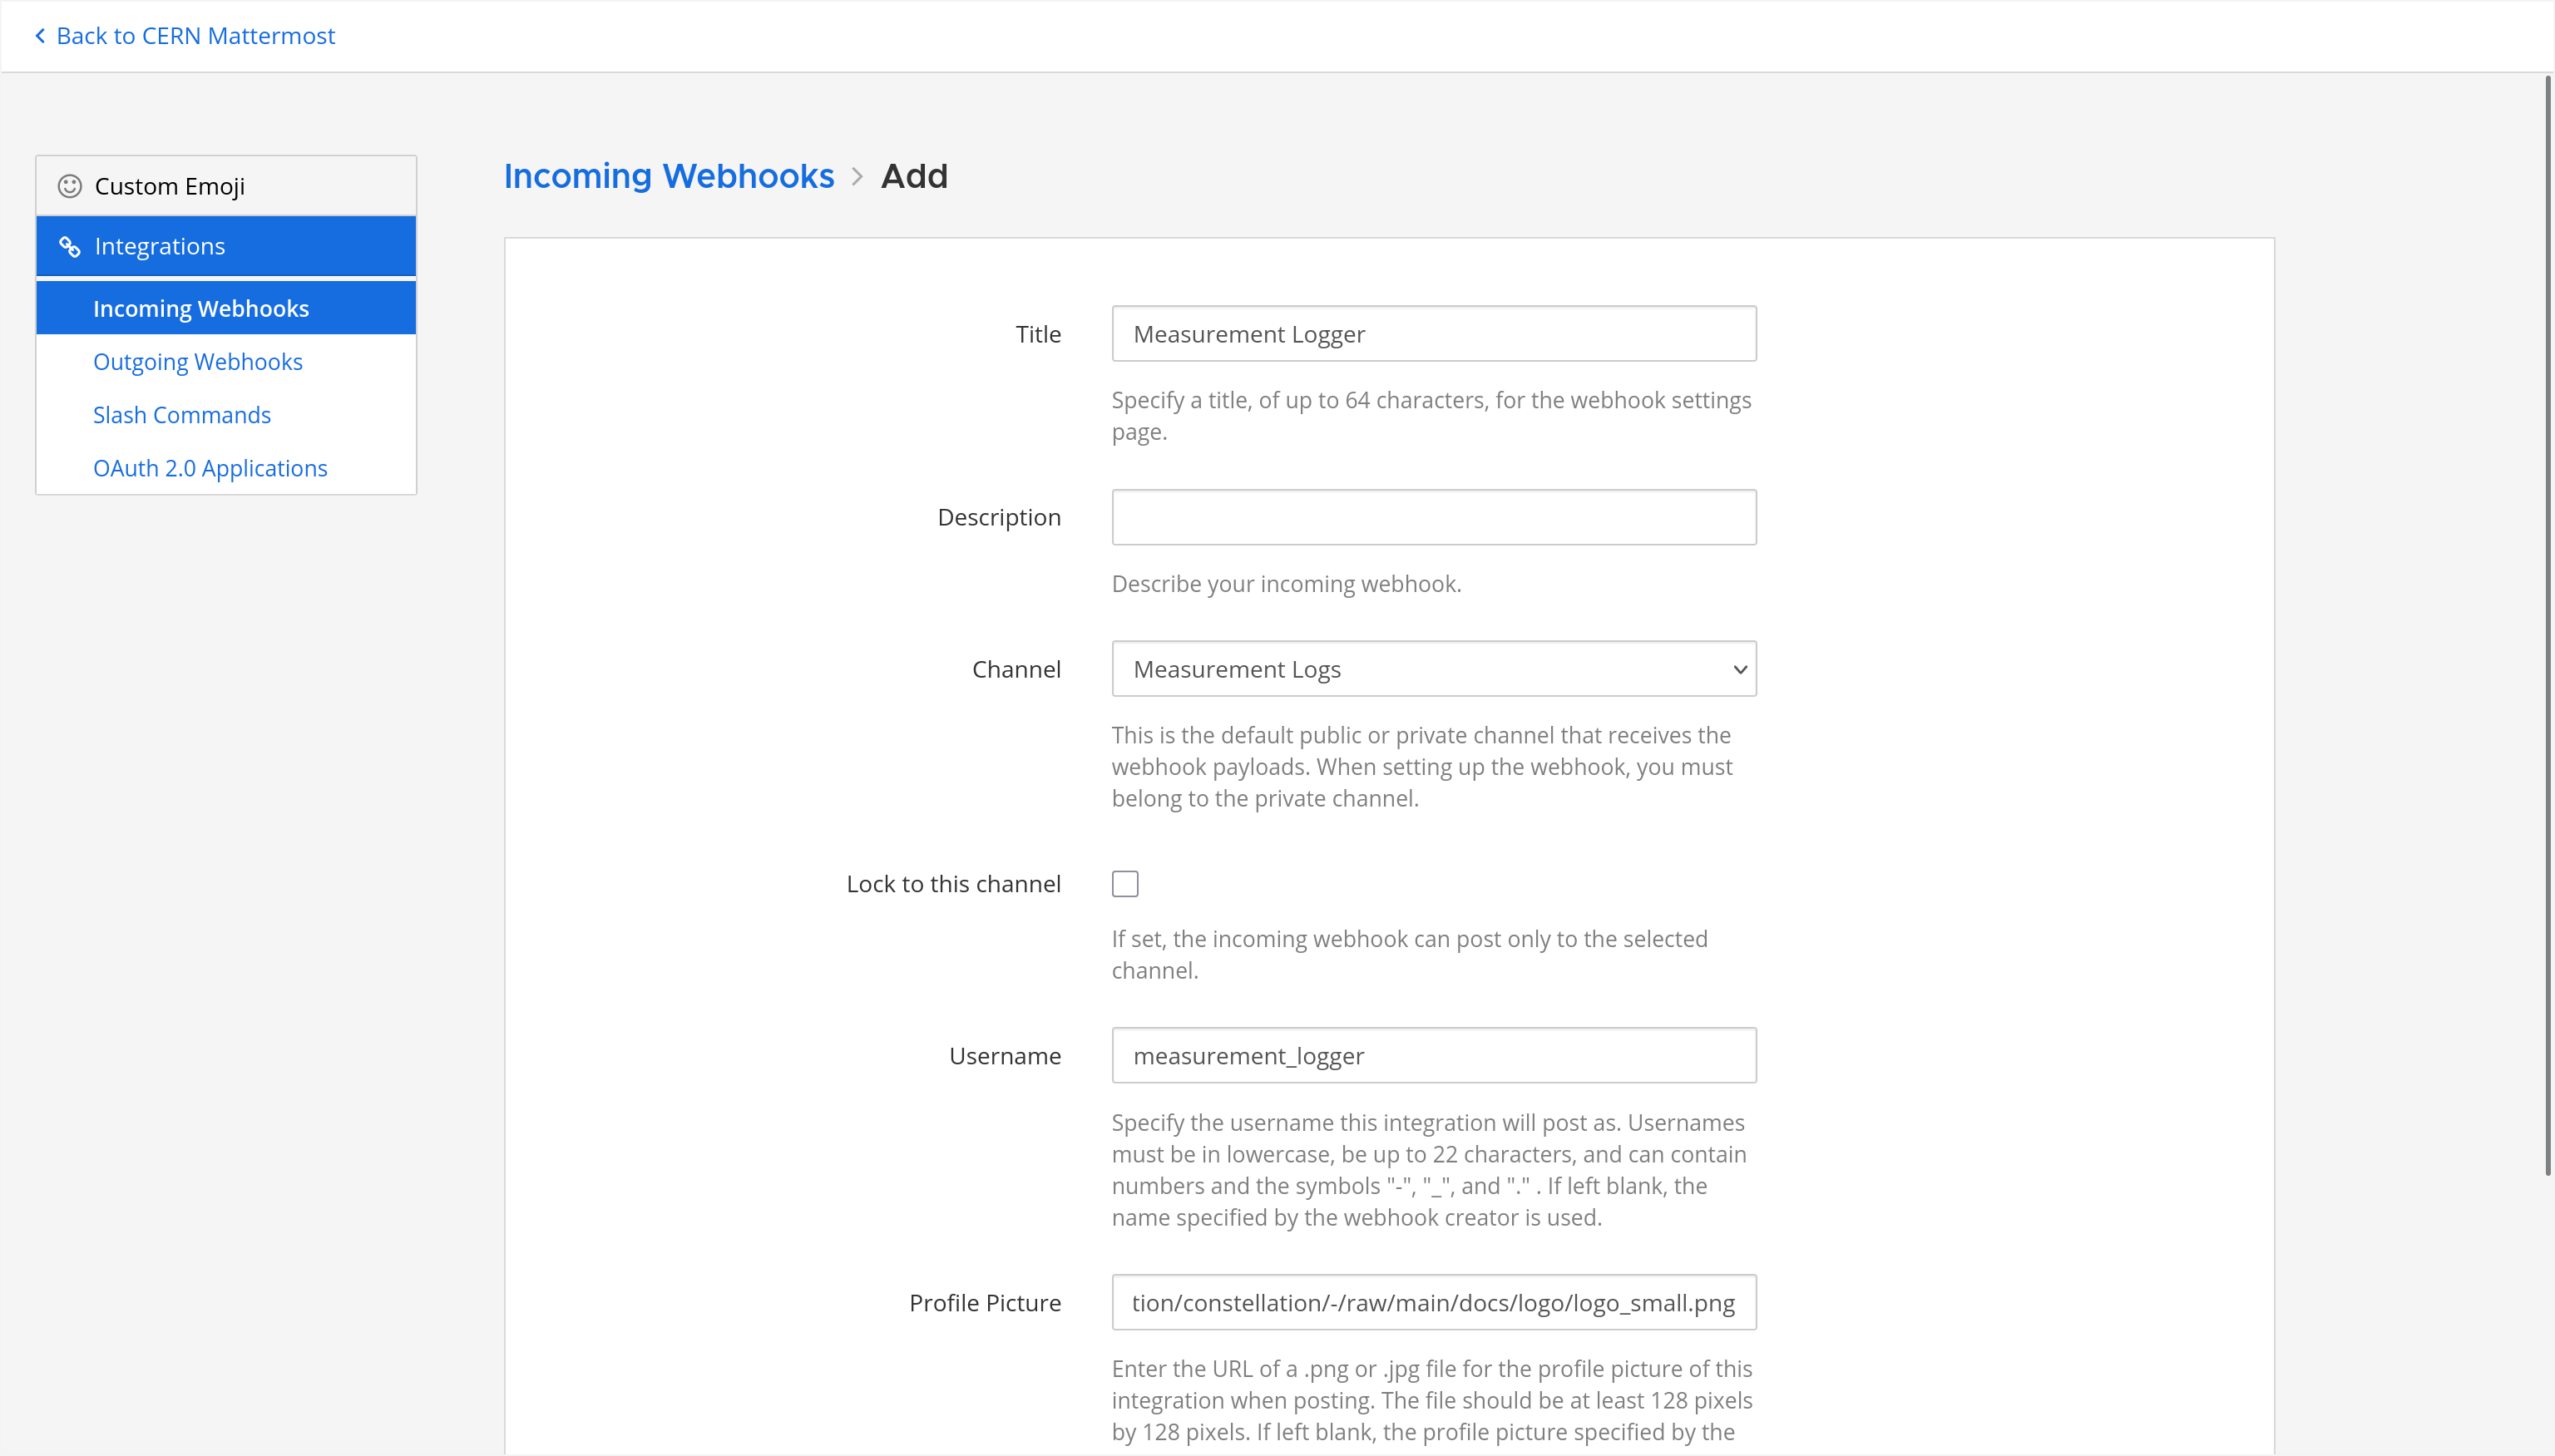 Back to CERN Mattermost
Custom Emoji
Integrations
Incoming Webhooks
Outgoing Webhooks
Slash Commands
OAuth 2.0 Applications
Incoming Webhooks > Add
Title
Measurement Logger
Specify a title, of up to 64 characters, for the webhook settings
page.
Description
Describe your incoming webhook.
Channel
Measurement Logs
This is the default public or private channel that receives the
webhook payloads. When setting up the webhook, you must
belong to the private channel.
Lock to this channel
If set, the incoming webhook can post only to the selected
channel.
Username
measurement_logger
Specify the username this integration will post as. Usernames
must be in lowercase, be up to 22 characters, and can contain
numbers and the symbols "-", "_", and "." . If left blank, the
name specified by the webhook creator is used.
Profile Picture
tion/constellation/-/raw/main/docs/logo/logo_small.png
Enter the URL of a .png or .jpg file for the profile picture of this
integration when posting. The file should be at least 128 pixels
by 128 pixels. If left blank, the profile picture specified by the